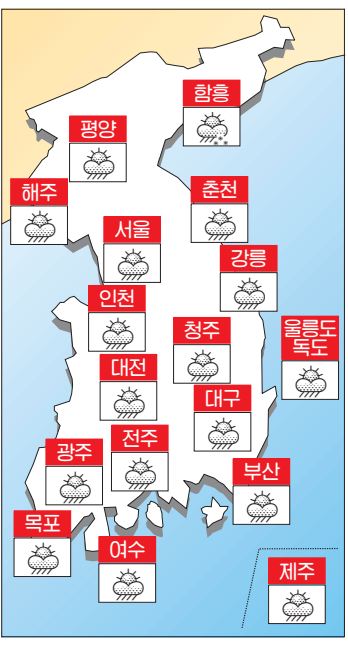 함흥
평양
해주
춘천
서울
강릉
인천
청주
울릉도
독도
대전
대구
전주
광주
부산
목포
여수
제주